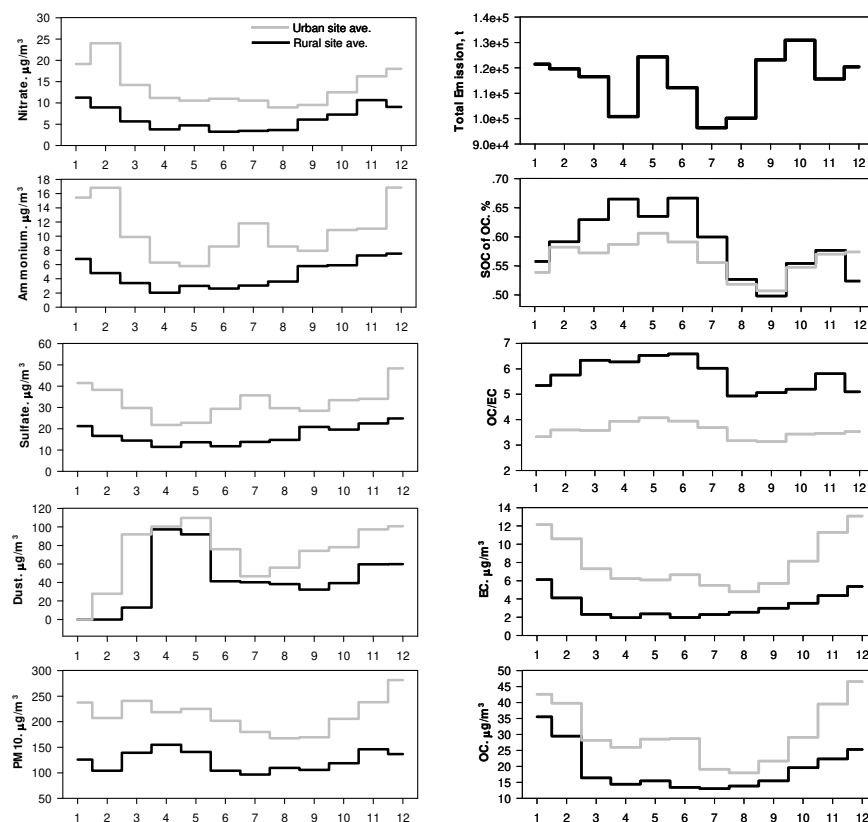 Nitrate. µg/m³
30
25
20
15
10
5
0
Urban site ave.
Rural site ave.
1 2 3 4 5 6 7 8 9 10 11 12
Total Emission, t
1.4e+5
1.3e+5
1.2e+5
1.1e+5
1.0e+5
9.0e+4
1 2 3 4 5 6 7 8 9 10 11 12
Ammonium. µg/m³
18
16
14
12
10
8
6
4
2
0
1 2 3 4 5 6 7 8 9 10 11 12
SOC of OC. %
.70
.65
.60
.55
.50
1 2 3 4 5 6 7 8 9 10 11 12
Sulfate. µg/m³
60
50
40
30
20
10
0
1 2 3 4 5 6 7 8 9 10 11 12
OC/EC
7
6
5
4
3
2
1 2 3 4 5 6 7 8 9 10 11 12
Dust. µg/m³
120
100
80
60
40
20
0
1 2 3 4 5 6 7 8 9 10 11 12
EC. µg/m³
14
12
10
8
6
4
2
0
1 2 3 4 5 6 7 8 9 10 11 12
PM10. µg/m³
300
250
200
150
100
50
1 2 3 4 5 6 7 8 9 10 11 12
OC. µg/m³
50
45
40
35
30
25
20
15
10
1 2 3 4 5 6 7 8 9 10 11 12